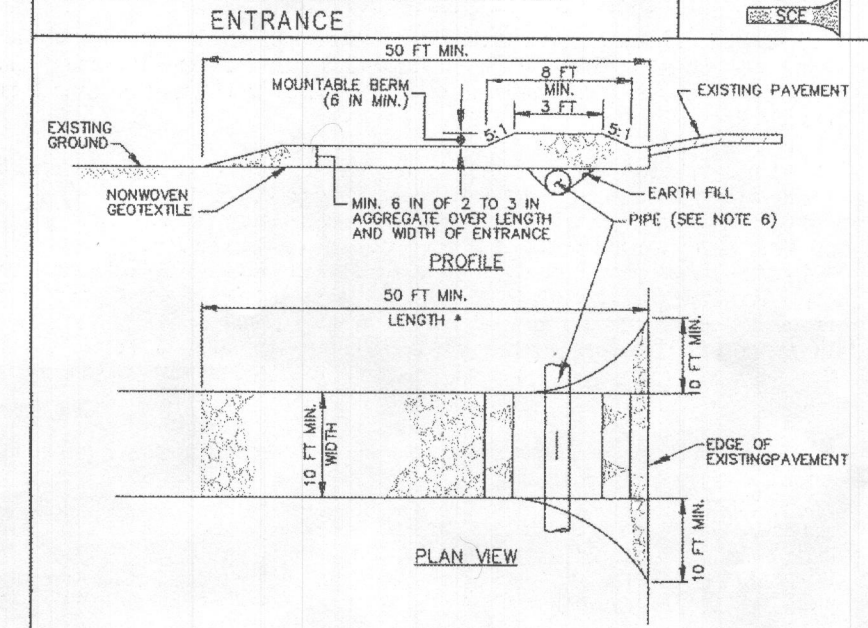 ENTRANCE
SCE
50 FT MIN.
8 FT
MIN.
3 FT
MOUNTABLE BERM
(6 IN MIN.)
5:1
5:1
EXISTING PAVEMENT
EXISTING
GROUND
NONWOVEN
GEOTEXTILE
MIN. 6 IN OF 2 TO 3 IN
AGGREGATE OVER LENGTH
AND WIDTH OF ENTRANCE
EARTH FILL
PIPE (SEE NOTE 6)
PROFILE
50 FT MIN.
LENGTH *
10 FT MIN.
10 FT MIN.
WIDTH
EDGE OF
EXISTINGPAVEMENT
10 FT MIN.
PLAN VIEW